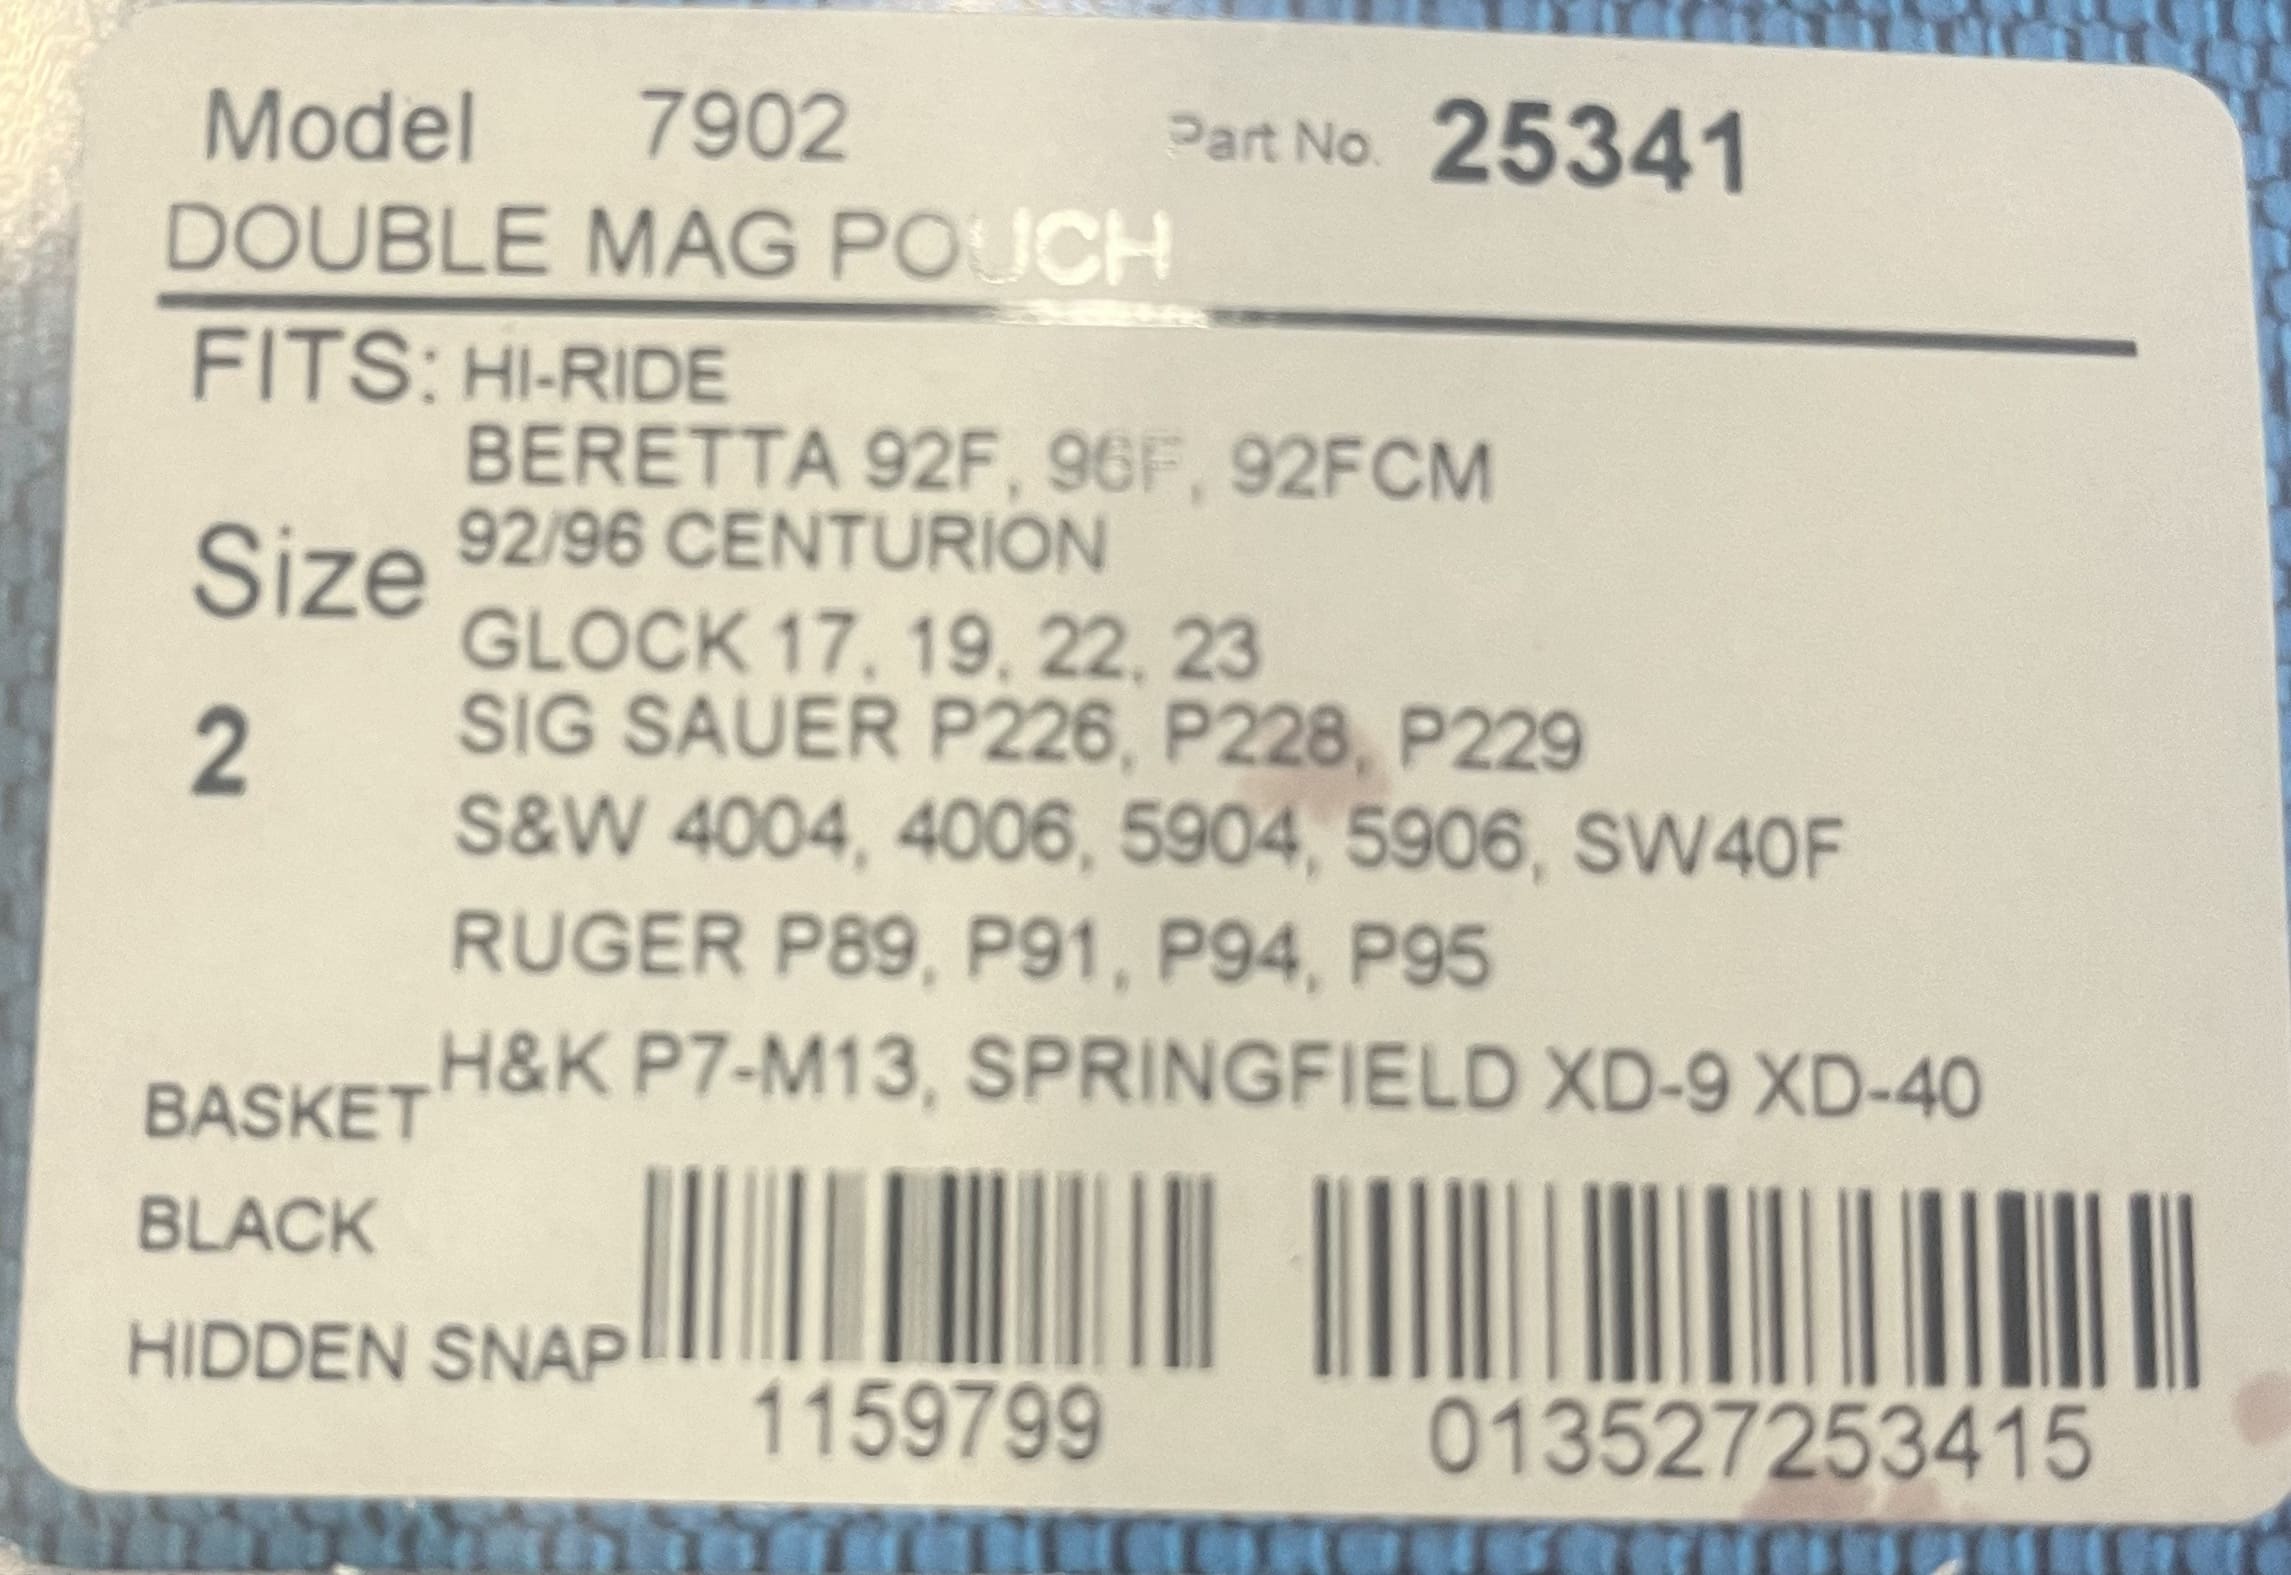 Model 7902 Part No. 25341
DOUBLE MAG POUCH
FITS: HI-RIDE
BERETTA 92F, 96F, 92FCM
Size 92/96 CENTURION
GLOCK 17, 19, 22, 23
2 SIG SAUER P226, P228, P229
S&W 4004, 4006, 5904, 5906, SW40F
RUGER P89, P91, P94, P95
H&K P7-M13, SPRINGFIELD XD-9 XD-40
BASKET
BLACK
HIDDEN SNAP
1159799 013527253415